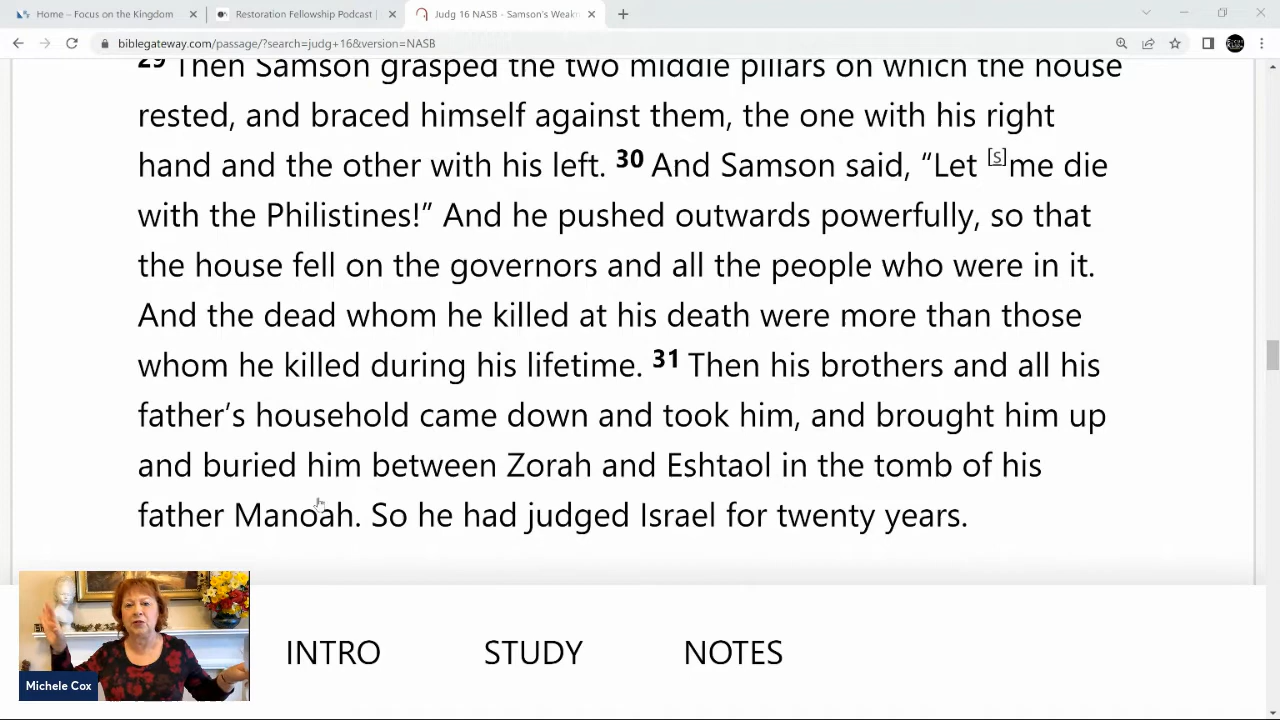 Home – Focus on the Kingdom
Restoration Fellowship Podcast |
Judg 16 NASB - Samson's Weakn
biblegateway.com/passage/?search=judg+16&version=NASB
29 Then Samson grasped the two middle pillars on which the house
rested, and braced himself against them, the one with his right
hand and the other with his left. 30 And Samson said, “Let [s]me die
with the Philistines!” And he pushed outwards powerfully, so that
the house fell on the governors and all the people who were in it.
And the dead whom he killed at his death were more than those
whom he killed during his lifetime. 31 Then his brothers and all his
father’s household came down and took him, and brought him up
and buried him between Zorah and Eshtaol in the tomb of his
father Manoah. So he had judged Israel for twenty years.
INTRO STUDY NOTES
Michele Cox